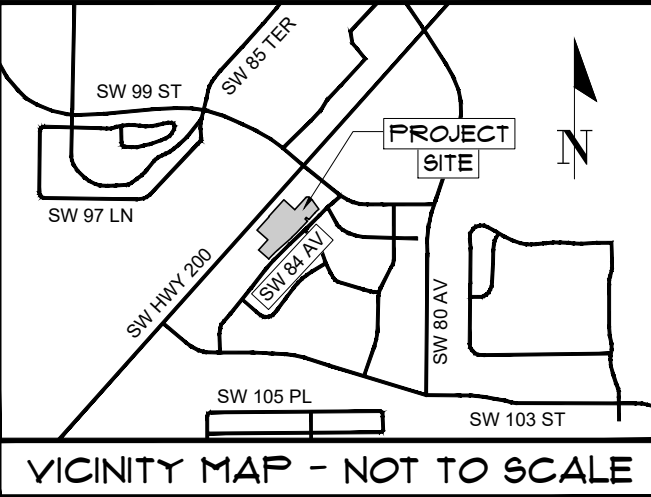 SW 85 TER
SW 99 ST
PROJECT
SITE
N
SW 97 LN
SW 84 AV
SW HWY 200
SW 80 AV
SW 105 PL
SW 103 ST
VICINITY MAP - NOT TO SCALE